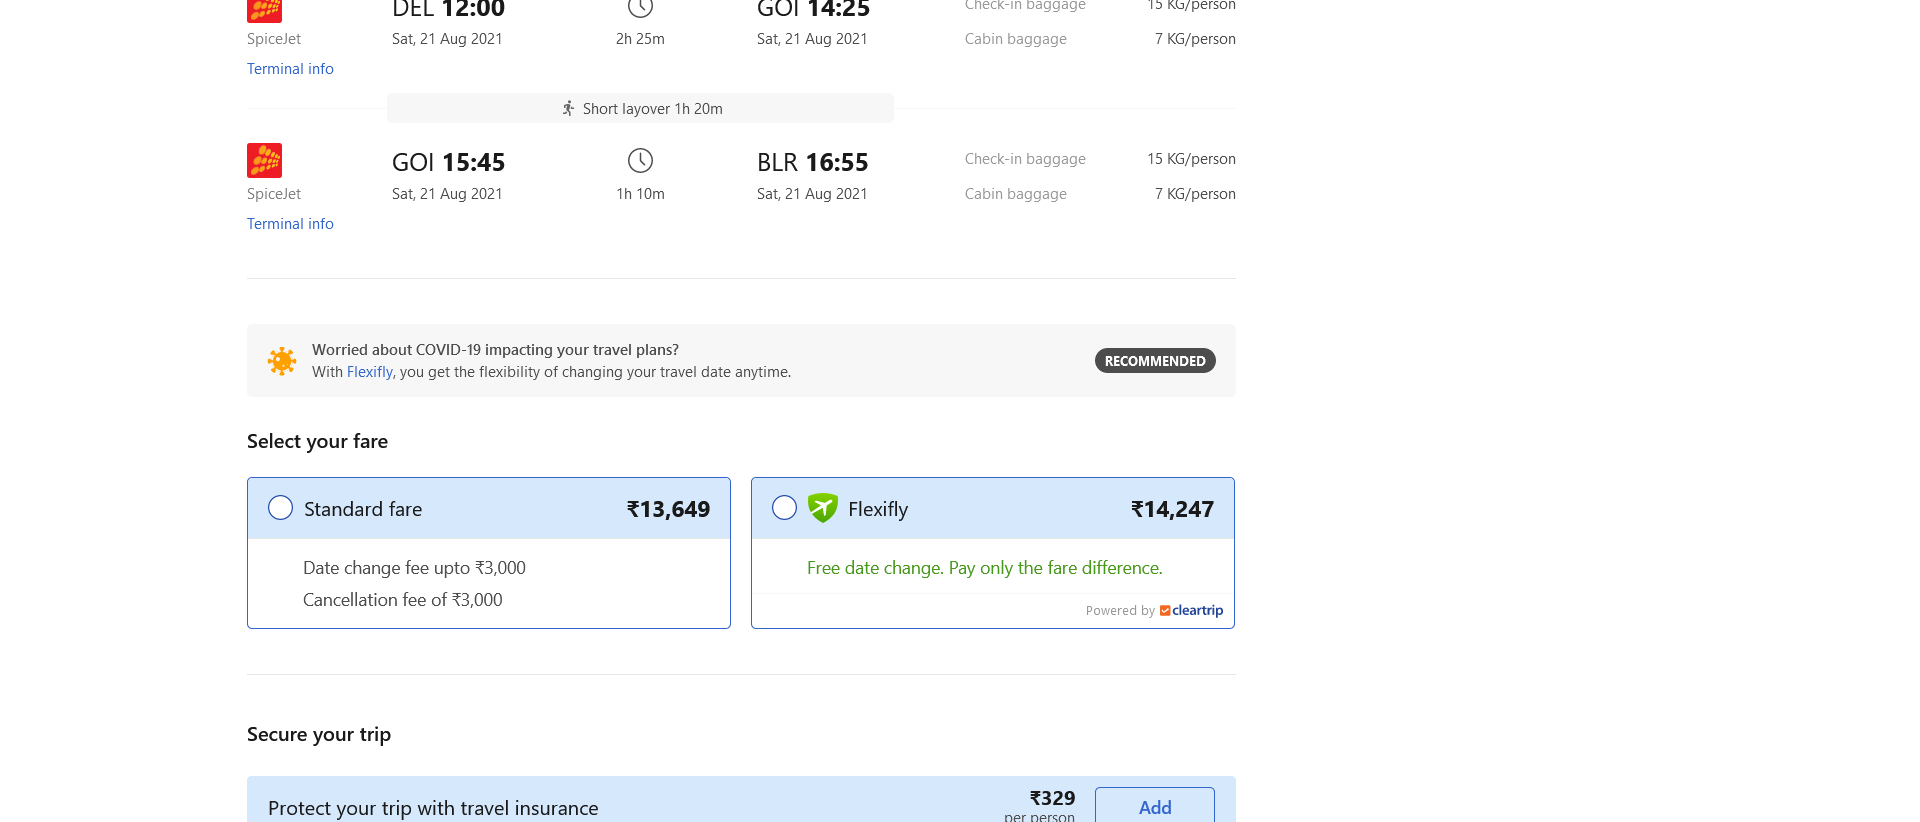 DEL 12:00 GOI 14:25 Check-in baggage 15 KG/person
SpiceJet Sat, 21 Aug 2021 2h 25m Sat, 21 Aug 2021 Cabin baggage 7 KG/person
Terminal info
Short layover 1h 20m
GOI 15:45 BLR 16:55 Check-in baggage 15 KG/person
SpiceJet Sat, 21 Aug 2021 1h 10m Sat, 21 Aug 2021 Cabin baggage 7 KG/person
Terminal info
Worried about COVID-19 impacting your travel plans?
With Flexifly, you get the flexibility of changing your travel date anytime.
RECOMMENDED
Select your fare
Standard fare ₹13,649
Date change fee upto ₹3,000
Cancellation fee of ₹3,000
Flexifly ₹14,247
Free date change. Pay only the fare difference.
Powered by cleartrip
Secure your trip
Protect your trip with travel insurance ₹329 Add
per person